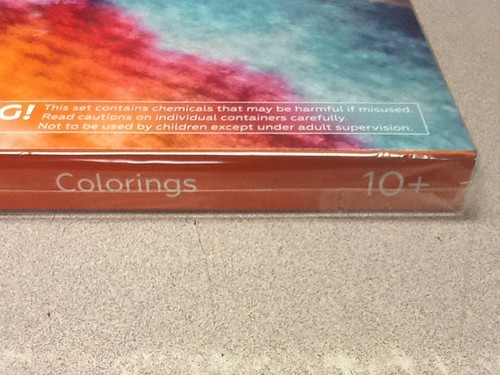 G!
This set contains chemicals that may be harmful if misused.
Read cautions on individual containers carefully.
Not to be used by children except under adult supervision.
Colorings
10+